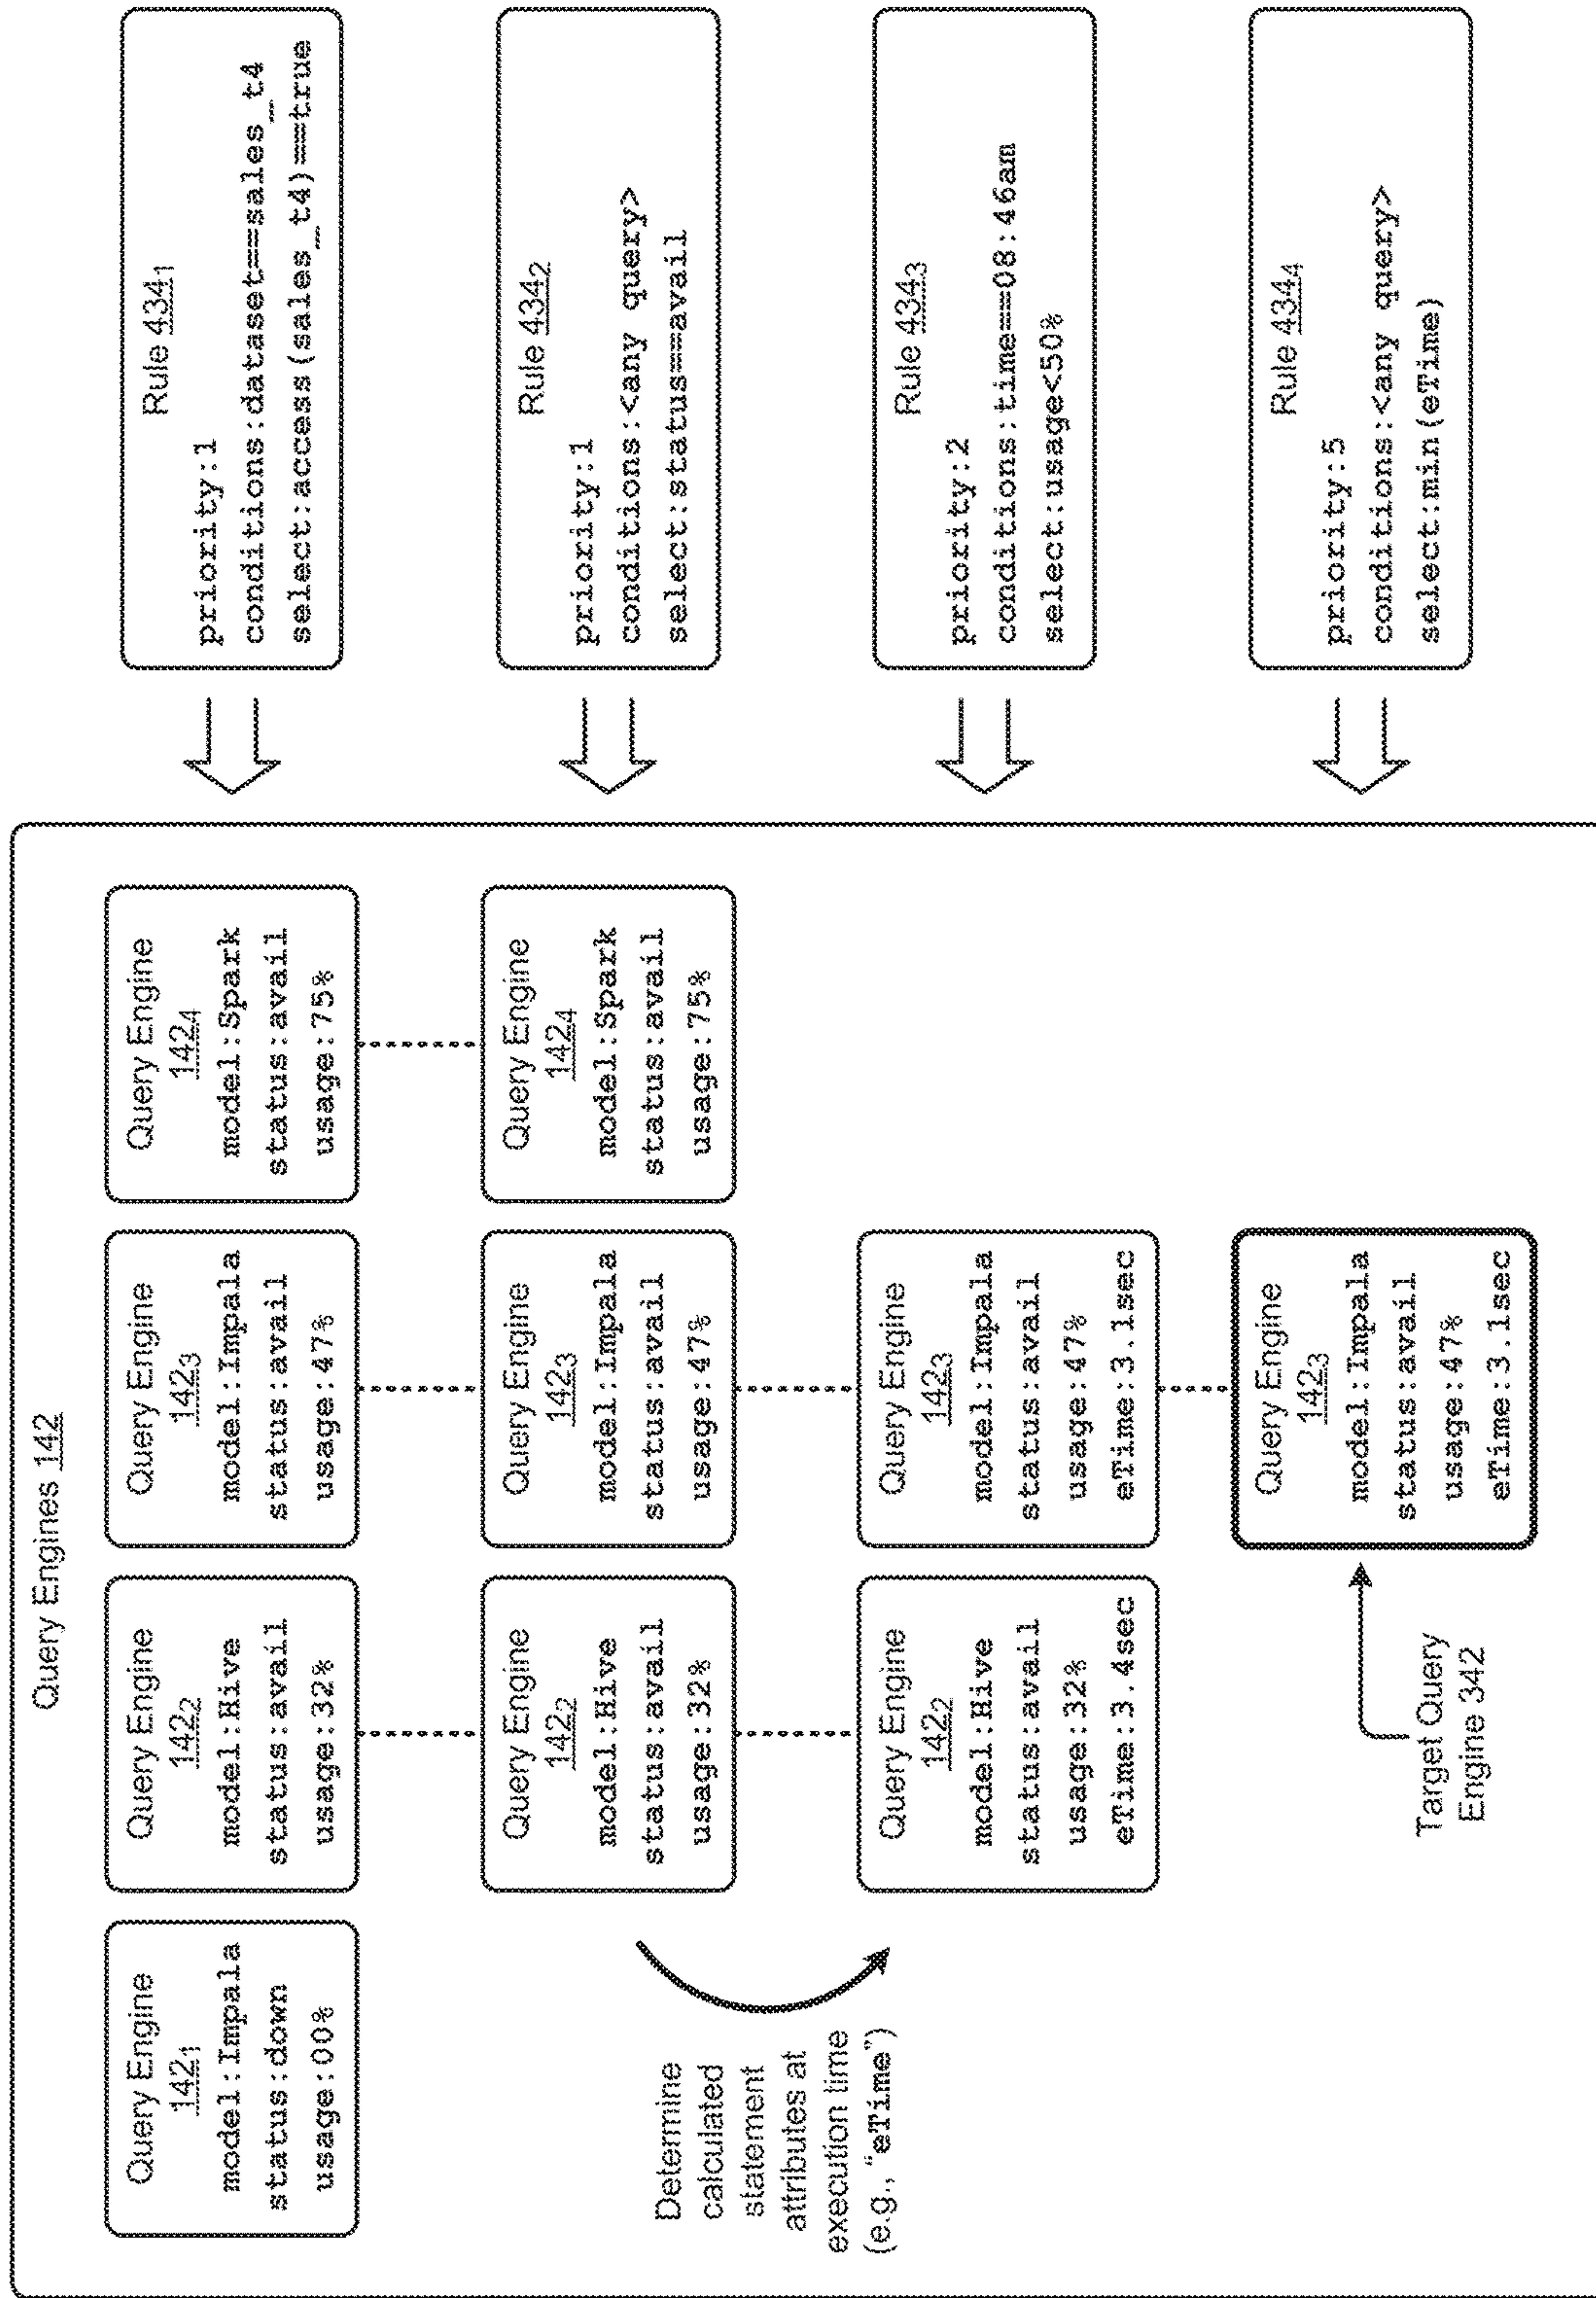 Query Engines 142
Query Engine
142₁
model:Impala
status:down
usage:00%
Query Engine
142₂
model:Hive
status:avail
usage:32%
Query Engine
142₃
model:Impala
status:avail
usage:47%
Query Engine
142₄
model:Spark
status:avail
usage:75%
Rule 434₁
priority:1
conditions:dataset==sales_t4
select:access(sales_t4)==true
Query Engine
142₂
model:Hive
status:avail
usage:32%
Query Engine
142₃
model:Impala
status:avail
usage:47%
Query Engine
142₄
model:Spark
status:avail
usage:75%
Rule 434₂
priority:1
conditions:<any query>
select:status==avail
Determine
calculated
statement
attributes at
execution time
(e.g., “eTime”)
Query Engine
142₂
model:Hive
status:avail
usage:32%
eTime:3.4sec
Query Engine
142₃
model:Impala
status:avail
usage:47%
eTime:3.1sec
Rule 434₃
priority:2
conditions:time==08:46am
select:usage<50%
Target Query
Engine 342
Query Engine
142₃
model:Impala
status:avail
usage:47%
eTime:3.1sec
Rule 434₄
priority:5
conditions:<any query>
select:min(eTime)